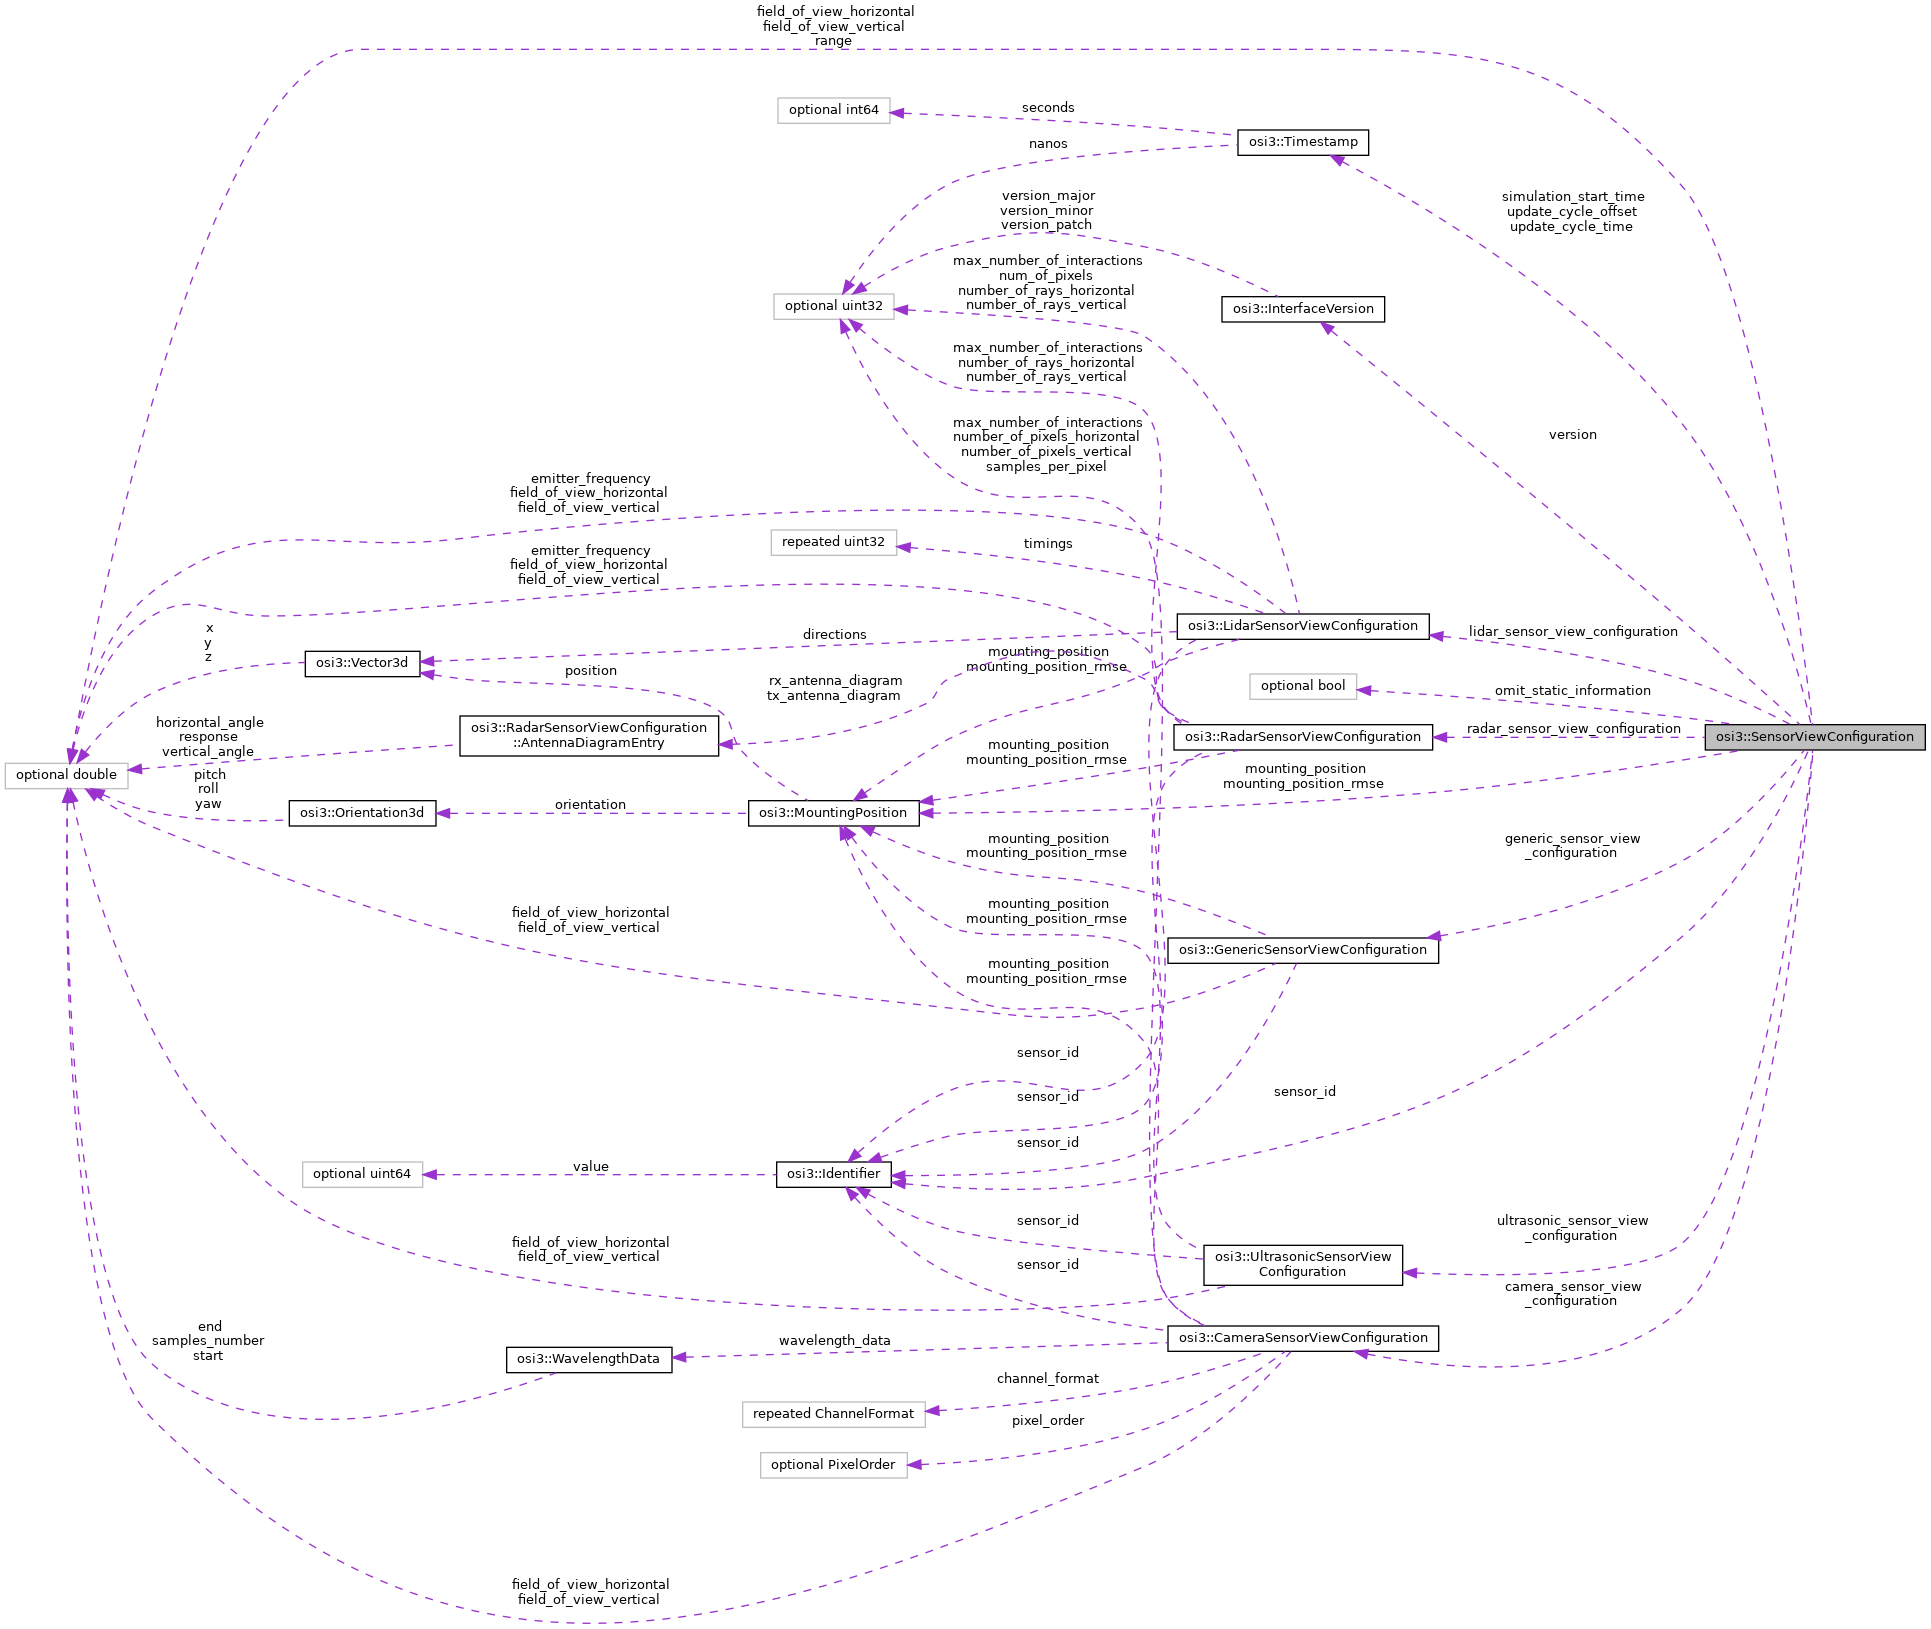 field_of_view_horizontal
field_of_view_vertical
range
optional int64
seconds
osi3::Timestamp
nanos
simulation_start_time
update_cycle_offset
update_cycle_time
version_major
version_minor
version_patch
max_number_of_interactions
num_of_pixels
number_of_rays_horizontal
number_of_rays_vertical
optional uint32
osi3::InterfaceVersion
max_number_of_interactions
number_of_rays_horizontal
number_of_rays_vertical
max_number_of_interactions
number_of_pixels_horizontal
number_of_pixels_vertical
samples_per_pixel
version
emitter_frequency
field_of_view_horizontal
field_of_view_vertical
repeated uint32
timings
emitter_frequency
field_of_view_horizontal
field_of_view_vertical
x
y
z
osi3::Vector3d
directions
position
osi3::LidarSensorViewConfiguration
lidar_sensor_view_configuration
mounting_position
mounting_position_rmse
rx_antenna_diagram
tx_antenna_diagram
optional bool
omit_static_information
horizontal_angle
response
vertical_angle
osi3::RadarSensorViewConfiguration
::AntennaDiagramEntry
osi3::RadarSensorViewConfiguration
radar_sensor_view_configuration
osi3::SensorViewConfiguration
mounting_position
mounting_position_rmse
mounting_position
mounting_position_rmse
optional double
pitch
roll
yaw
osi3::Orientation3d
orientation
osi3::MountingPosition
mounting_position
mounting_position_rmse
generic_sensor_view
_configuration
field_of_view_horizontal
field_of_view_vertical
mounting_position
mounting_position_rmse
osi3::GenericSensorViewConfiguration
mounting_position
mounting_position_rmse
sensor_id
sensor_id
sensor_id
sensor_id
optional uint64
value
osi3::Identifier
sensor_id
ultrasonic_sensor_view
_configuration
field_of_view_horizontal
field_of_view_vertical
sensor_id
osi3::UltrasonicSensorView
Configuration
camera_sensor_view
_configuration
end
samples_number
start
osi3::WavelengthData
wavelength_data
osi3::CameraSensorViewConfiguration
channel_format
repeated ChannelFormat
pixel_order
optional PixelOrder
field_of_view_horizontal
field_of_view_vertical